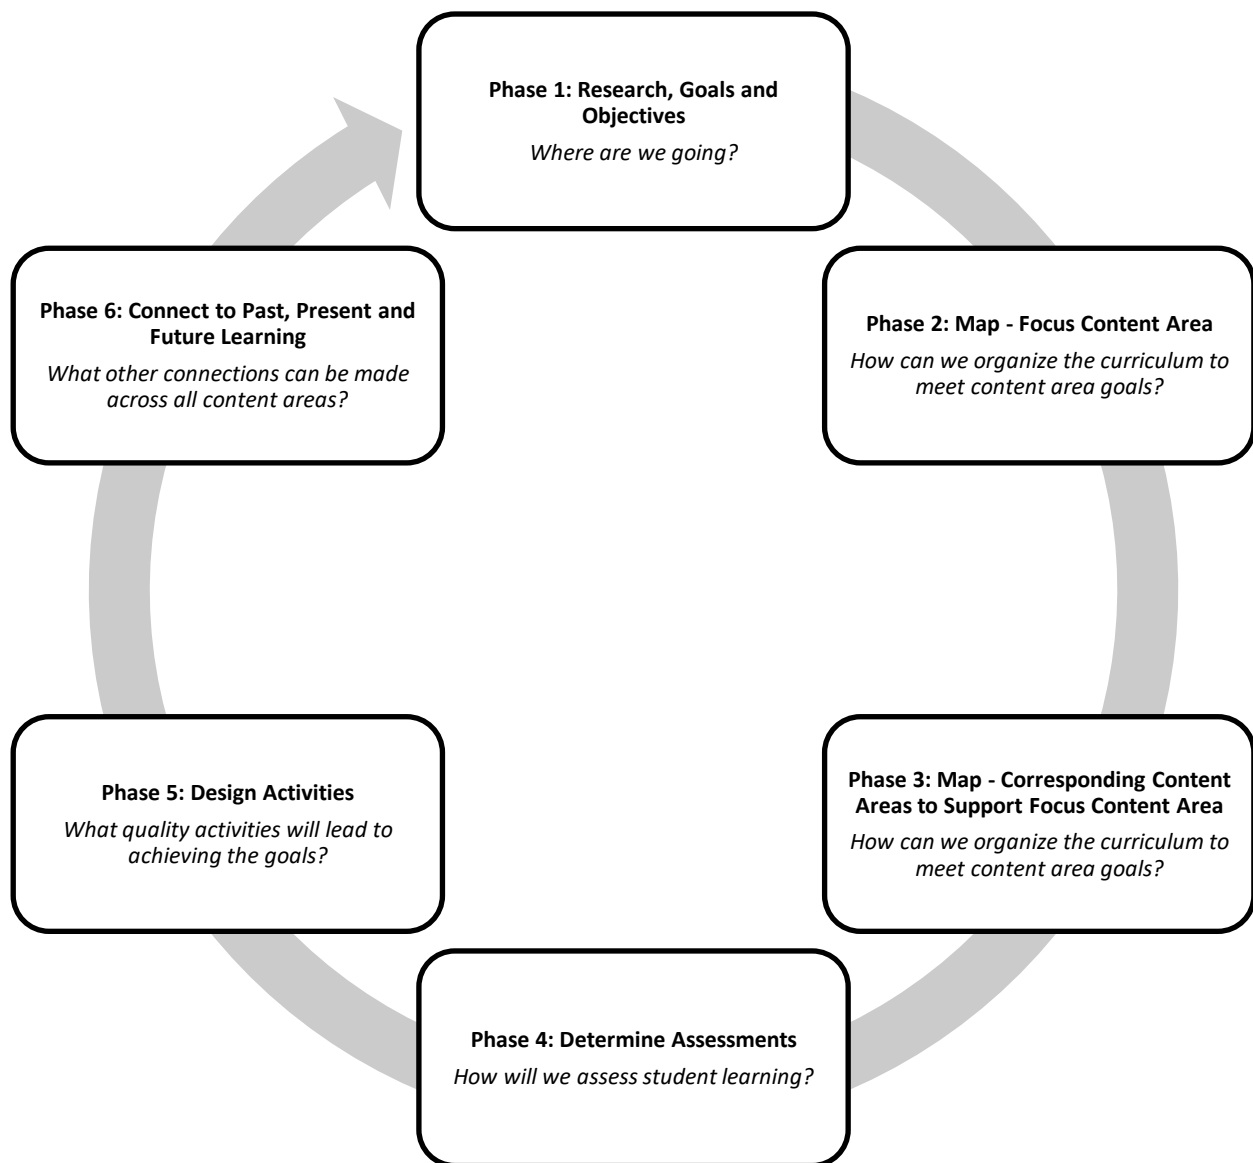 Phase 1: Research, Goals and
Objectives
Where are we going?
Phase 2: Map - Focus Content Area
How can we organize the curriculum to
meet content area goals?
Phase 3: Map - Corresponding Content
Areas to Support Focus Content Area
How can we organize the curriculum to
meet content area goals?
Phase 4: Determine Assessments
How will we assess student learning?
Phase 5: Design Activities
What quality activities will lead to
achieving the goals?
Phase 6: Connect to Past, Present and
Future Learning
What other connections can be made
across all content areas?